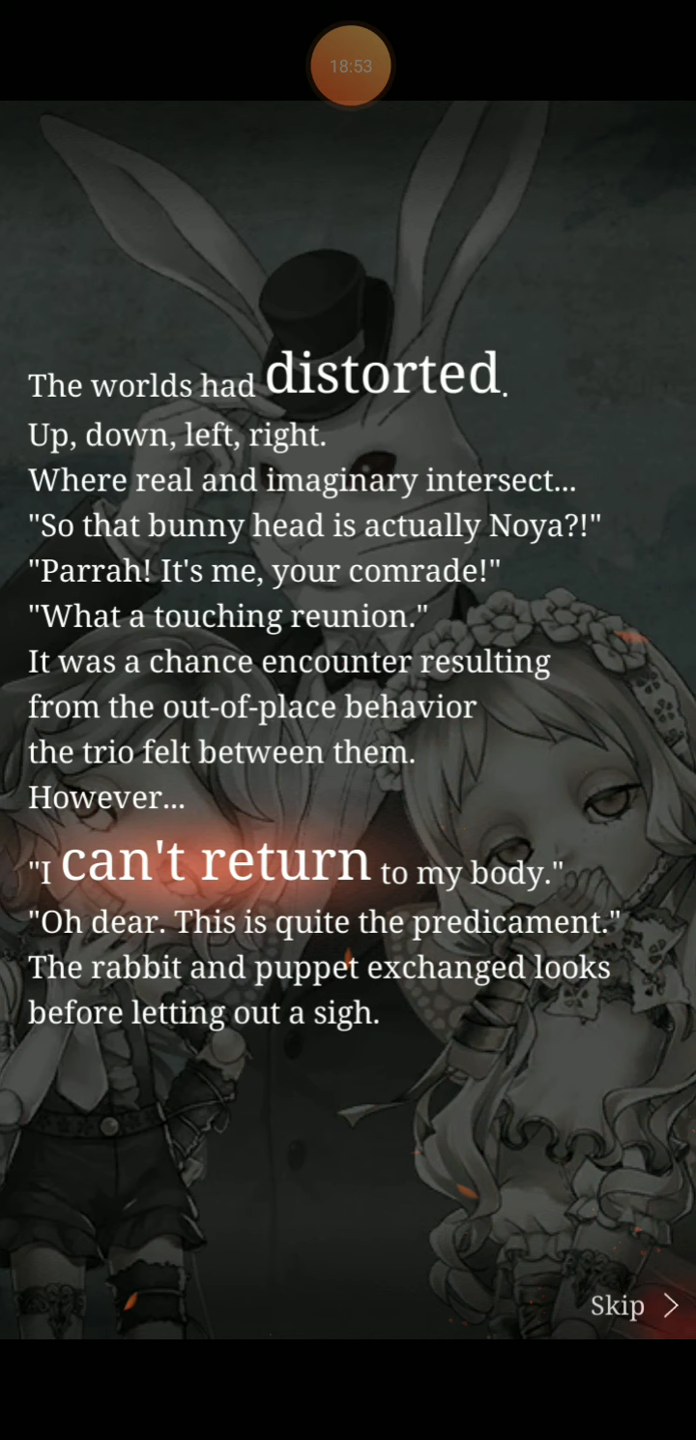 18:53
The worlds had distorted.
Up, down, left, right.
Where real and imaginary intersect...
"So that bunny head is actually Noya?!"
"Parrah! It's me, your comrade!"
"What a touching reunion."
It was a chance encounter resulting
from the out-of-place behavior
the trio felt between them.
However...
"I can't return to my body."
"Oh dear. This is quite the predicament."
The rabbit and puppet exchanged looks
before letting out a sigh.
Skip